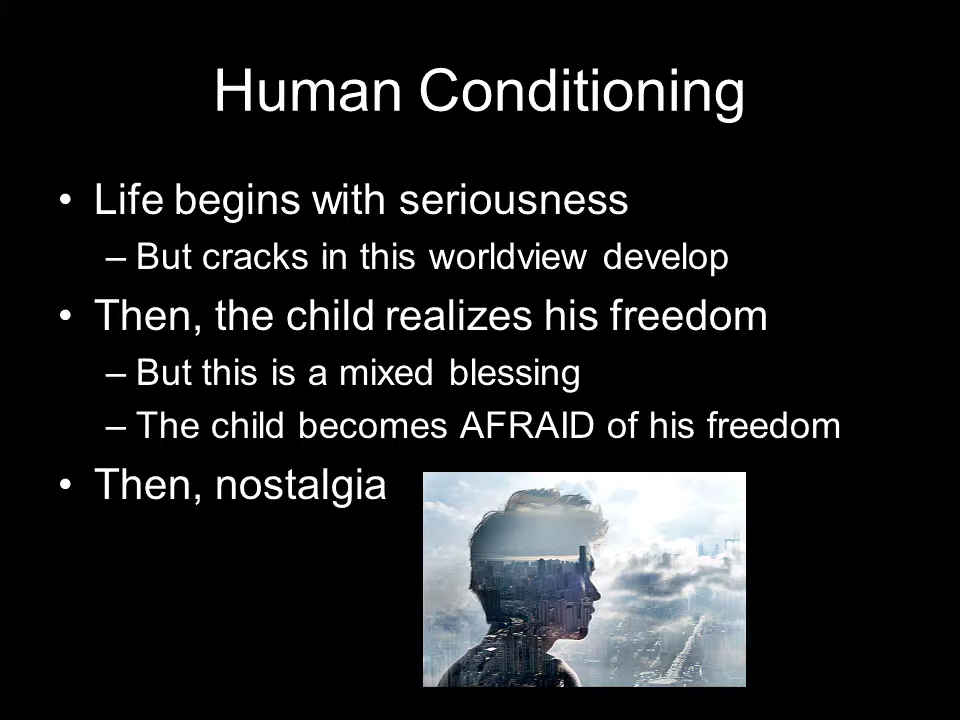 Human Conditioning
• Life begins with seriousness
– But cracks in this worldview develop
• Then, the child realizes his freedom
– But this is a mixed blessing
– The child becomes AFRAID of his freedom
• Then, nostalgia